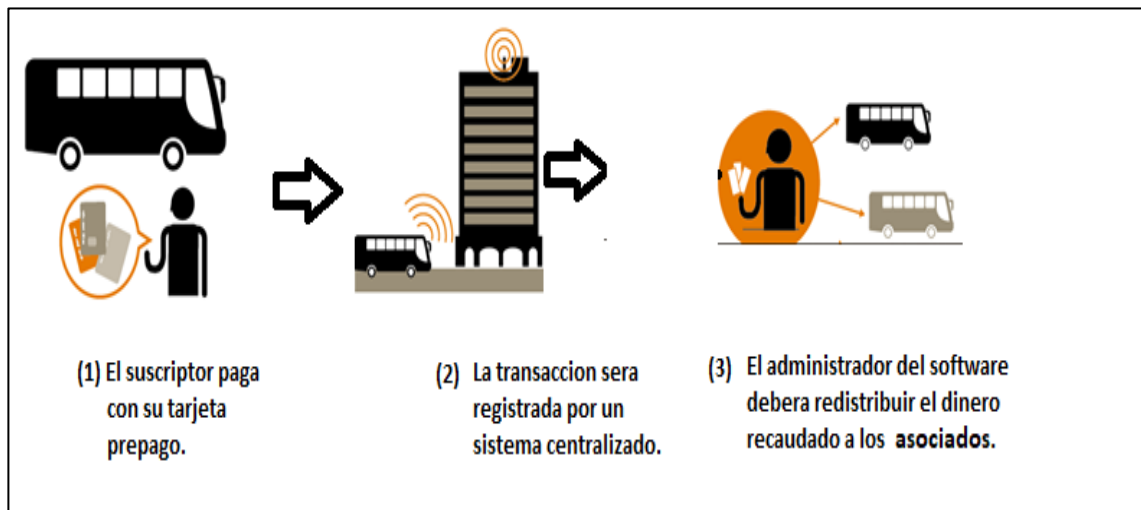 (1) El suscriptor paga
con su tarjeta
prepago.
(2) La transaccion sera
registrada por un
sistema centralizado.
(3) El administrador del software
debera redistribuir el dinero
recaudado a los asociados.